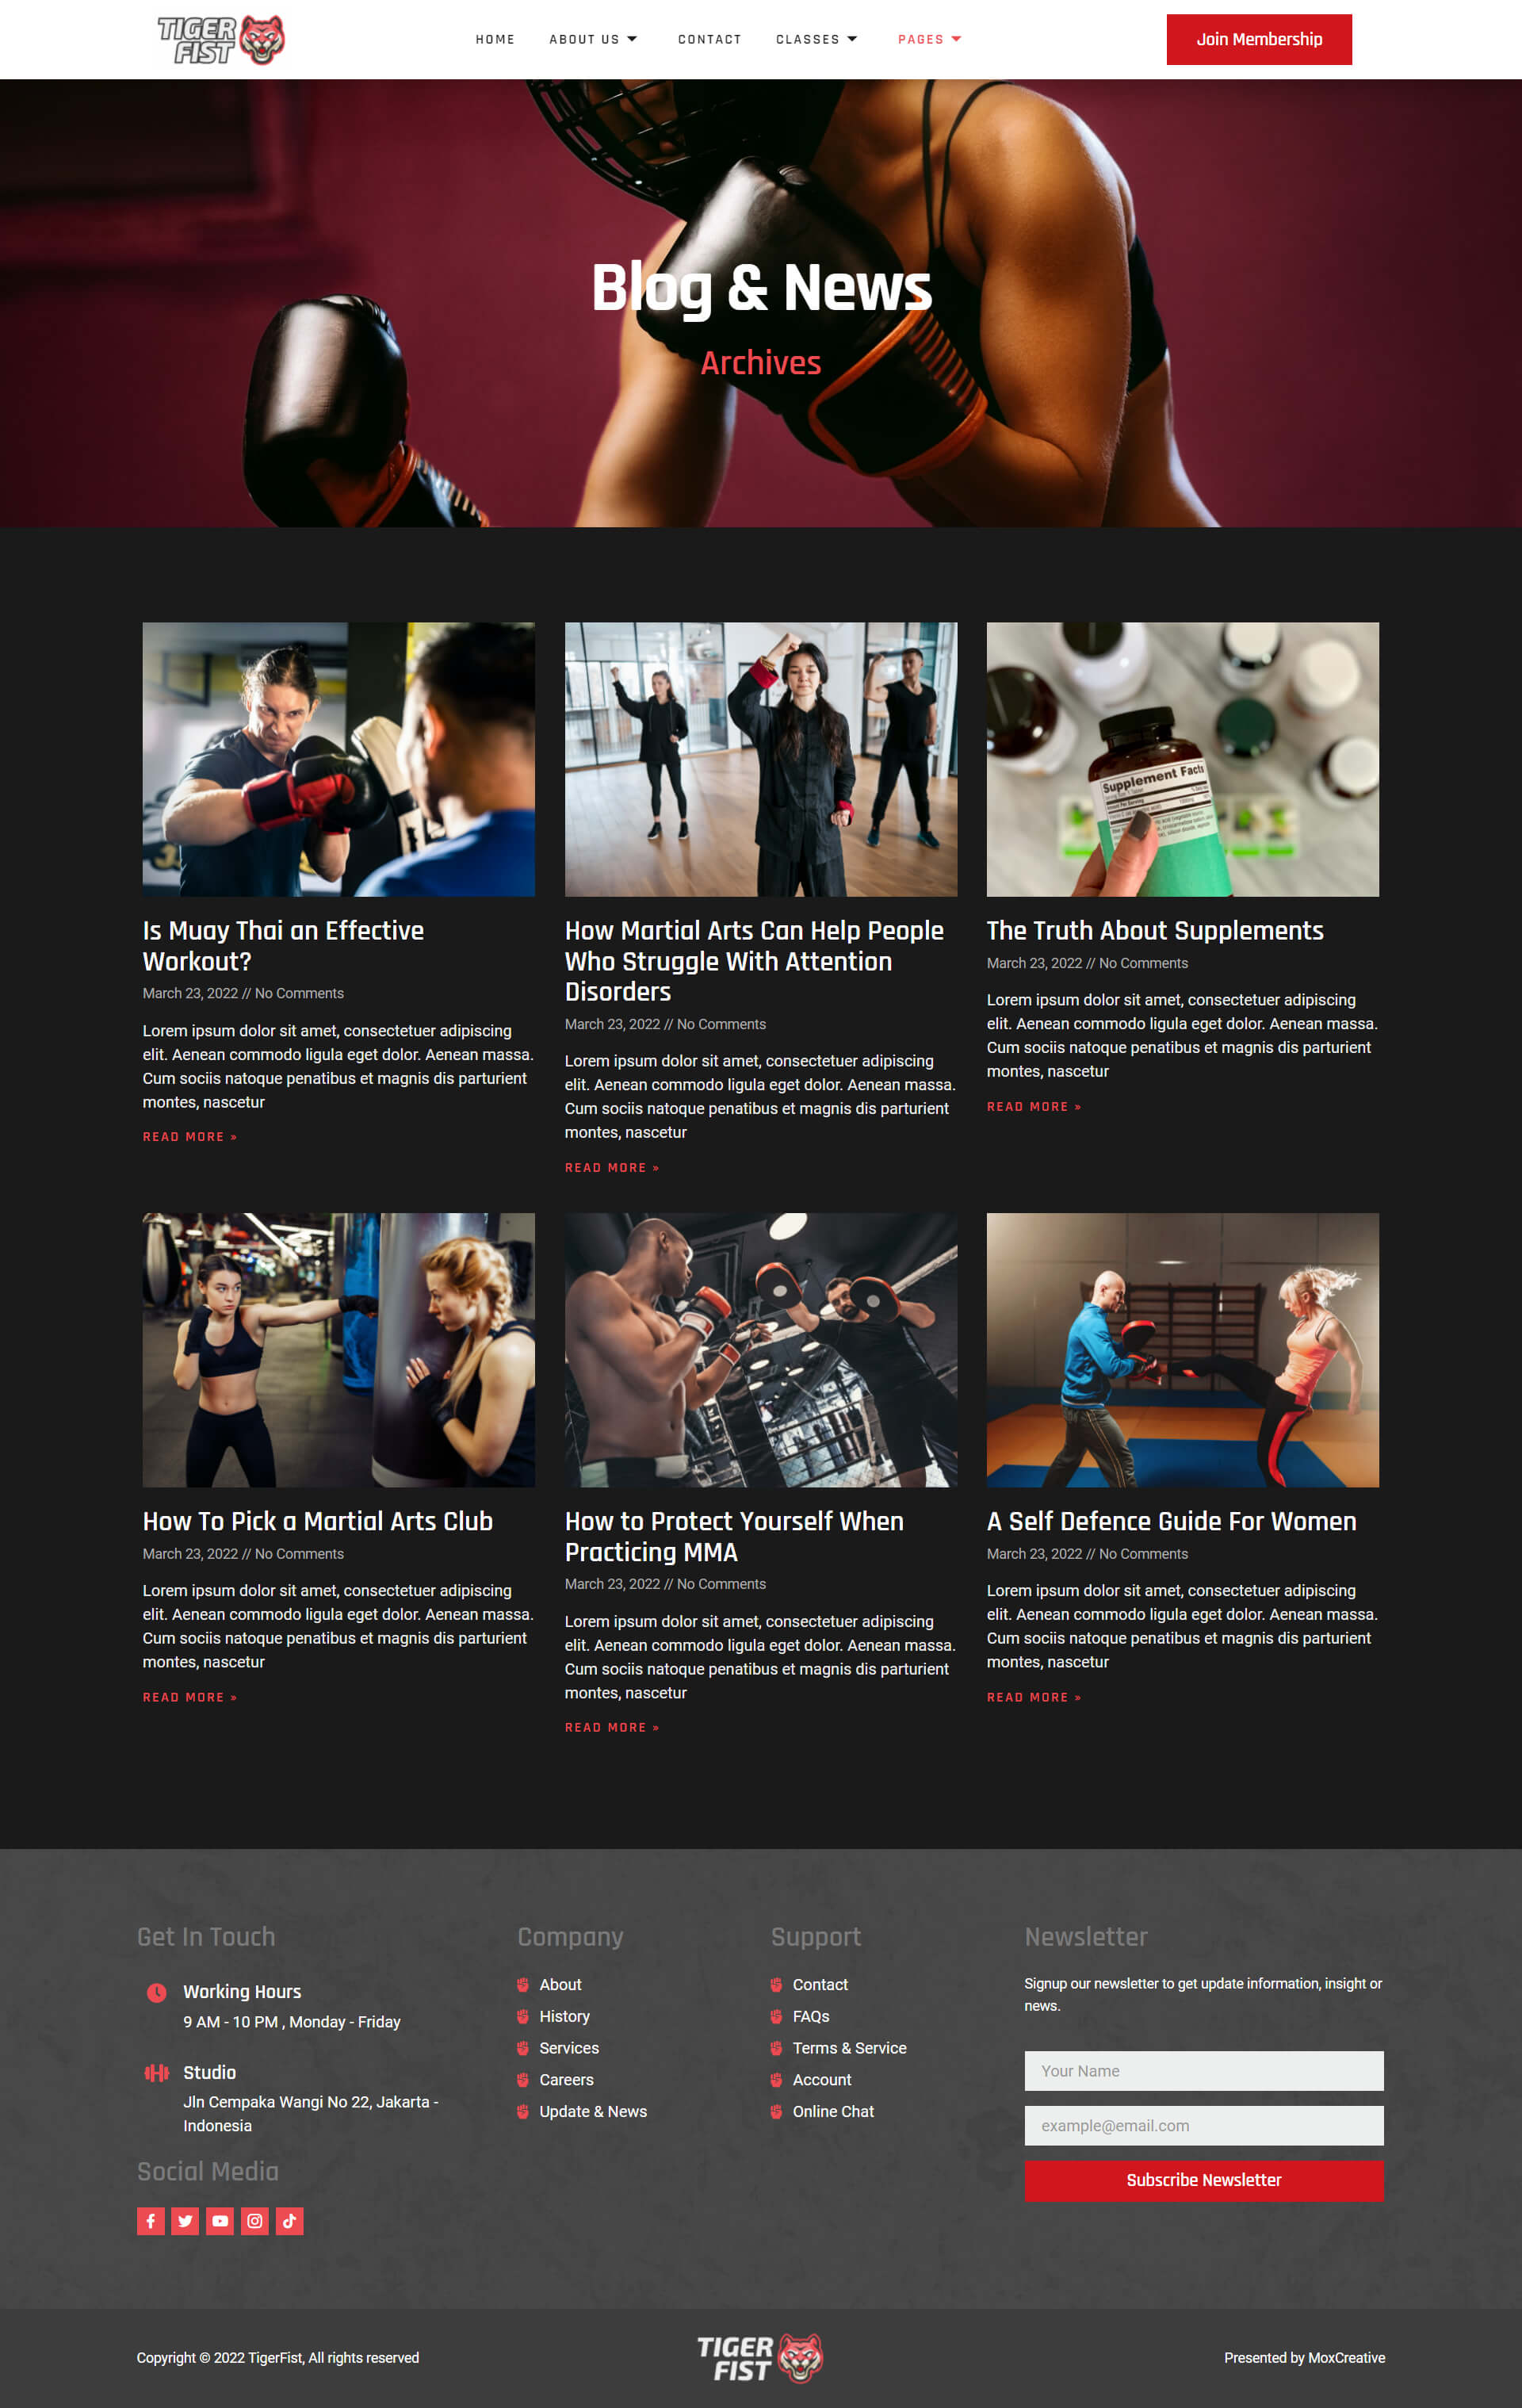 TIGER
FIST
HOME
ABOUT US
CONTACT
CLASSES
PAGES
Join Membership
Blog & News
Archives
Supplement Facts
Is Muay Thai an Effective
Workout?
March 23, 2022 // No Comments
Lorem ipsum dolor sit amet, consectetuer adipiscing
elit. Aenean commodo ligula eget dolor. Aenean massa.
Cum sociis natoque penatibus et magnis dis parturient
montes, nascetur
READ MORE »
How Martial Arts Can Help People
Who Struggle With Attention
Disorders
March 23, 2022 // No Comments
Lorem ipsum dolor sit amet, consectetuer adipiscing
elit. Aenean commodo ligula eget dolor. Aenean massa.
Cum sociis natoque penatibus et magnis dis parturient
montes, nascetur
READ MORE »
The Truth About Supplements
March 23, 2022 // No Comments
Lorem ipsum dolor sit amet, consectetuer adipiscing
elit. Aenean commodo ligula eget dolor. Aenean massa.
Cum sociis natoque penatibus et magnis dis parturient
montes, nascetur
READ MORE »
How To Pick a Martial Arts Club
March 23, 2022 // No Comments
Lorem ipsum dolor sit amet, consectetuer adipiscing
elit. Aenean commodo ligula eget dolor. Aenean massa.
Cum sociis natoque penatibus et magnis dis parturient
montes, nascetur
READ MORE »
How to Protect Yourself When
Practicing MMA
March 23, 2022 // No Comments
Lorem ipsum dolor sit amet, consectetuer adipiscing
elit. Aenean commodo ligula eget dolor. Aenean massa.
Cum sociis natoque penatibus et magnis dis parturient
montes, nascetur
READ MORE »
A Self Defence Guide For Women
March 23, 2022 // No Comments
Lorem ipsum dolor sit amet, consectetuer adipiscing
elit. Aenean commodo ligula eget dolor. Aenean massa.
Cum sociis natoque penatibus et magnis dis parturient
montes, nascetur
READ MORE »
Get In Touch
Working Hours
9 AM - 10 PM , Monday - Friday
Studio
Jln Cempaka Wangi No 22, Jakarta -
Indonesia
Social Media
Company
About
History
Services
Careers
Update & News
Support
Contact
FAQs
Terms & Service
Account
Online Chat
Newsletter
Signup our newsletter to get update information, insight or
news.
Your Name
example@email.com
Subscribe Newsletter
Copyright © 2022 TigerFist, All rights reserved
TIGER
FIST
Presented by MoxCreative